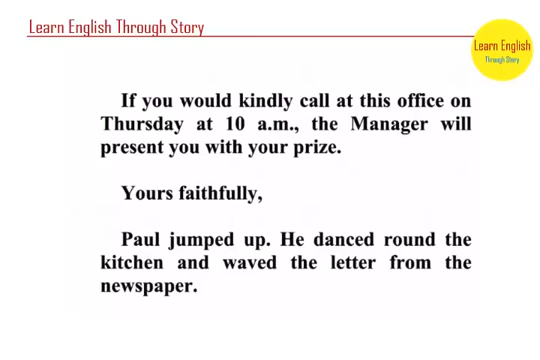 Learn English Through Story
Learn English
Through Story
If you would kindly call at this office on
Thursday at 10 a.m., the Manager will
present you with your prize.
Yours faithfully,
Paul jumped up. He danced round the
kitchen and waved the letter from the
newspaper.